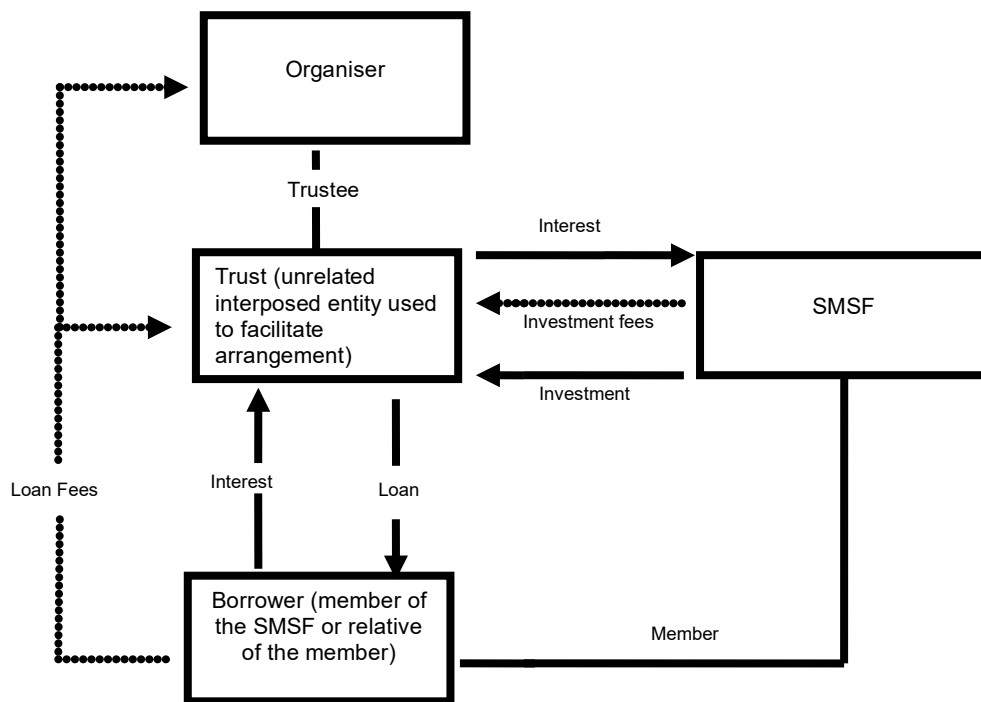 Organiser
Trustee
Interest
Trust (unrelated
interposed entity used
to facilitate
arrangement)
SMSF
Investment fees
Investment
Loan Fees
Interest
Loan
Borrower (member of
the SMSF or relative
of the member)
Member